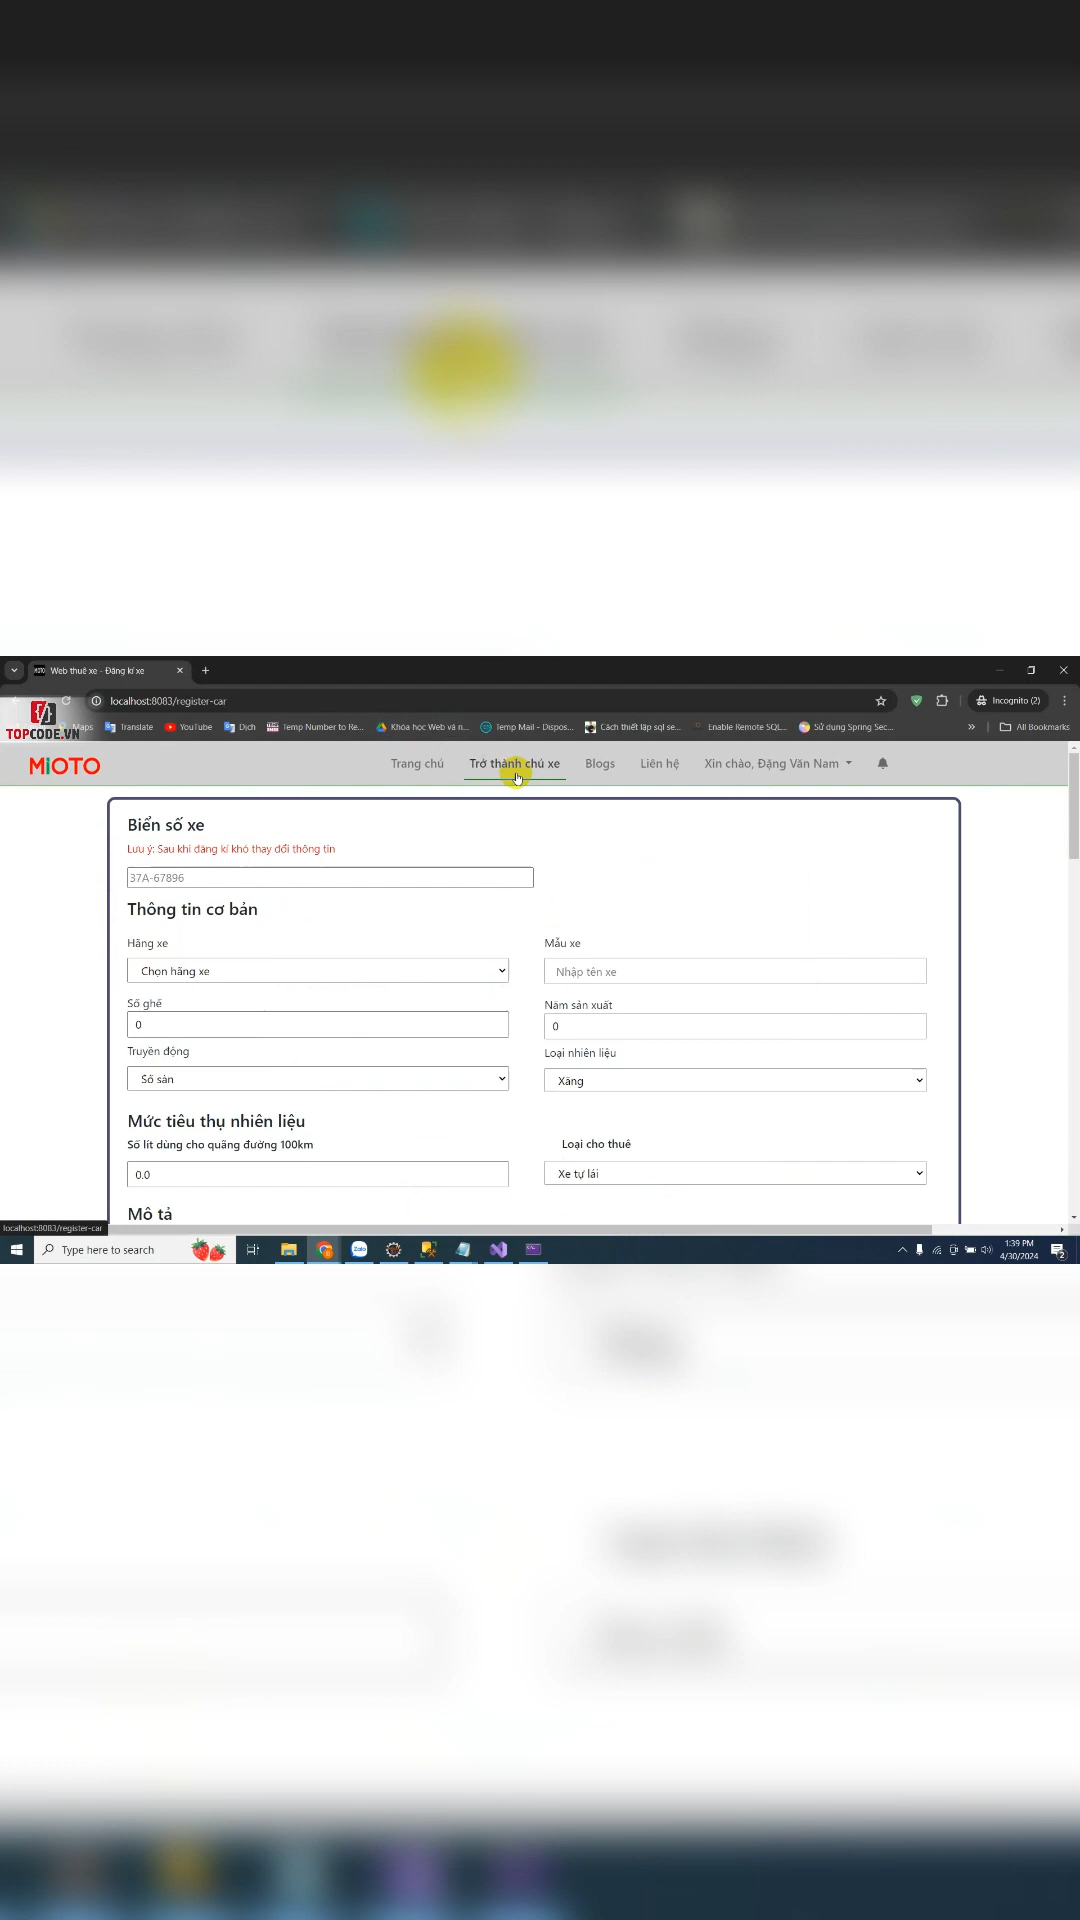 MIOTO Web thuê xe - Đăng kí xe
localhost:8083/register-car
Incognito (2)
TOPCODE.VN
Maps Translate YouTube Dịch Temp Number to Re... Khóa học Web và n... Temp Mail - Dispos... Cách thiết lập sql se... Enable Remote SQL... Sử dụng Spring Sec... » All Bookmarks
MiOTO
Trang chủ Trở thành chủ xe Blogs Liên hệ Xin chào, Đặng Văn Nam
Biển số xe
Lưu ý: Sau khi đăng kí khó thay đổi thông tin
37A-67896
Thông tin cơ bản
Hãng xe Mẫu xe
Chọn hãng xe Nhập tên xe
Số ghế Năm sản xuất
0 0
Truyền động Loại nhiên liệu
Số sàn Xăng
Mức tiêu thụ nhiên liệu
Số lít dùng cho quãng đường 100km Loại cho thuê
0.0 Xe tự lái
Mô tả
localhost:8083/register-car
Type here to search
Zalo
1:39 PM
4/30/2024
2